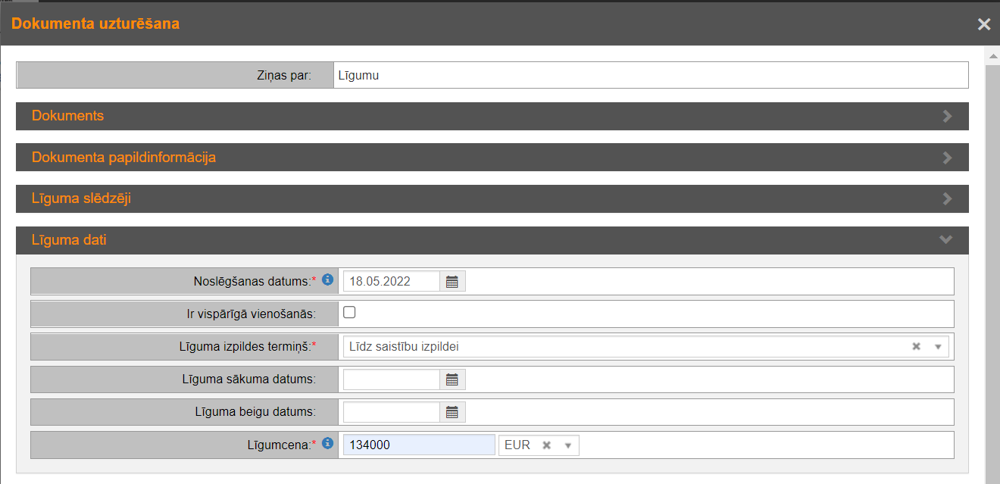 Dokumenta uzturēšana
Ziņas par: Līgumu
Dokuments
Dokumenta papildinformācija
Līguma slēdzēji
Līguma dati
Noslēgšanas datums:* 18.05.2022
Ir vispārīgā vienošanās:
Līguma izpildes termiņš:* Līdz saistību izpildei
Līguma sākuma datums:
Līguma beigu datums:
Līgumcena:* 134000 EUR